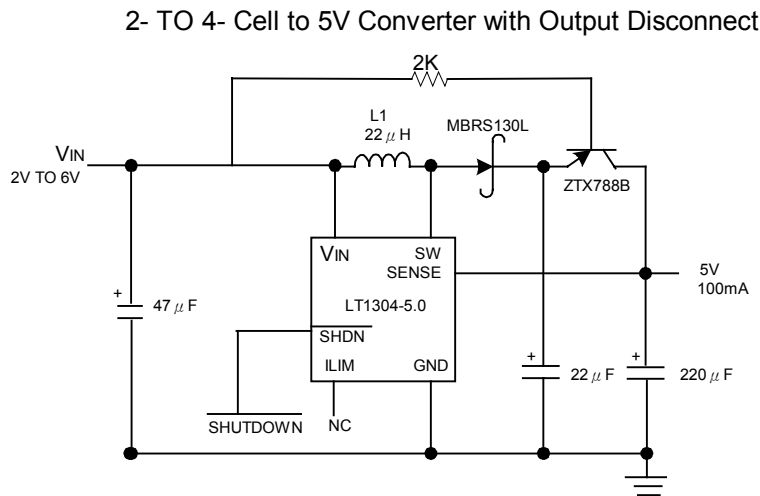 2- TO 4- Cell to 5V Converter with Output Disconnect
2K
L1
22 μ H
MBRS130L
VIN
2V TO 6V
ZTX788B
VIN
SW
SENSE
5V
100mA
LT1304-5.0
+
47 μ F
SHDN
ILIM
GND
+
22 μ F
+
220 μ F
SHUTDOWN
NC